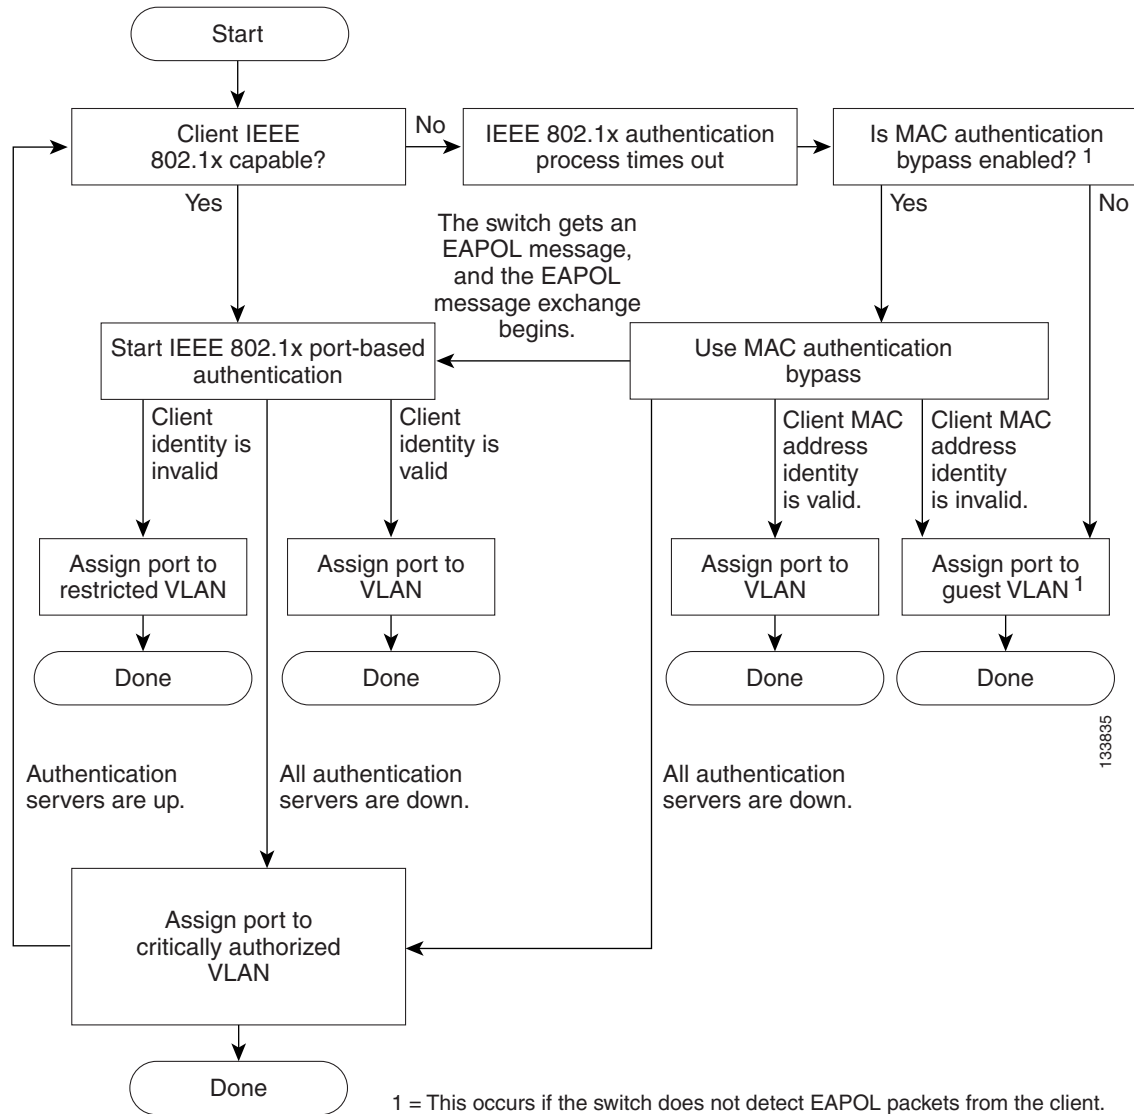 Start
Client IEEE
802.1x capable?
No
IEEE 802.1x authentication
process times out
Is MAC authentication
bypass enabled? 1
Yes
The switch gets an
EAPOL message,
and the EAPOL
message exchange
begins.
Yes
No
Start IEEE 802.1x port-based
authentication
Use MAC authentication
bypass
Client
identity is
invalid
Client
identity is
valid
Client MAC
address
identity
is valid.
Client MAC
address
identity
is invalid.
Assign port to
restricted VLAN
Assign port to
VLAN
Assign port to
VLAN
Assign port to
guest VLAN 1
Done
Done
Done
Done
133835
Authentication
servers are up.
All authentication
servers are down.
All authentication
servers are down.
Assign port to
critically authorized
VLAN
Done
1 = This occurs if the switch does not detect EAPOL packets from the client.